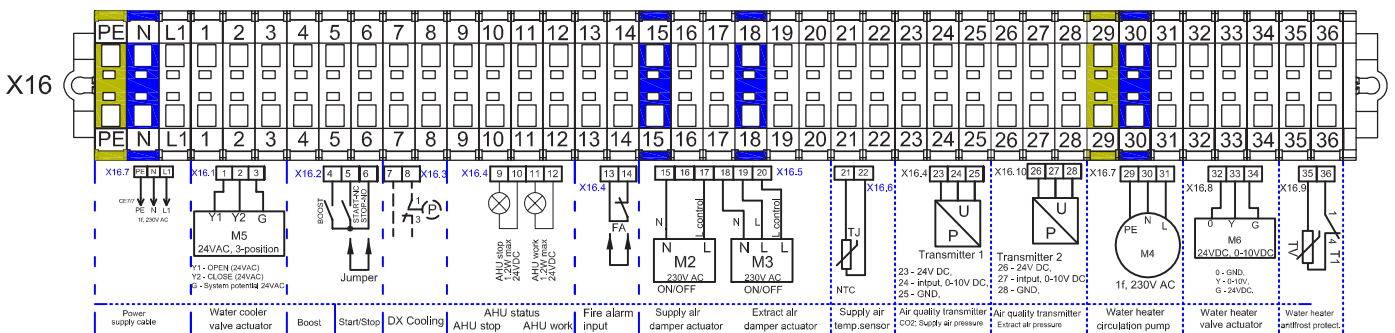 PE N L1 1 2 3 4 5 6 7 8 9 10 11 12 13 14 15 16 17 18 19 20 21 22 23 24 25 26 27 28 29 30 31 32 33 34 35 36
X16
PE N L1 1 2 3 4 5 6 7 8 9 10 11 12 13 14 15 16 17 18 19 20 21 22 23 24 25 26 27 28 29 30 31 32 33 34 35 36
X16.7 PE N L1
PE N L1
1f, 230V AC
Power
supply cable
X16.1 1 2 3
Y1 Y2 G
M5
24VAC, 3-position
Y1 - OPEN (24VAC)
Y2 - CLOSE (24VAC)
G - System potential 24VAC
Water cooler
valve actuator
X16.2 4 5 6
BOOST
START-NC
STOP-NO
Jumper
Boost
Start/Stop
7 8 X16.3
1
3
P
DX Cooling
X16.4 9 10 11 12
AHU stop
1.2W max
24VDC
AHU work
1.2W max
24VDC
AHU status
AHU stop AHU work
13 14
X16.4
FA
Fire alarm
input
15 16 17 18 19 20 X16.5
N
L control
N
L control
N L
M2
230V AC
ON/OFF
N L L
M3
230V AC
ON/OFF
Supply air
damper actuator
Extract air
damper actuator
21 22 X16,6
TJ
NTC
Supply air
temp.sensor
X16.4 23 24 25
U
P
Transmitter 1
23 - 24V DC,
24 - intput, 0-10V DC,
25 - GND,
Air quality transmitter
CO2; Supply air pressure
X16.10 26 27 28
U
P
Transmitter 2
26 - 24V DC,
27 - intput, 0-10V DC
28 - GND,
Air quality transmitter
Extract air pressure
X16.7 29 30 31
PE N L
M4
1f, 230V AC
Water heater
circulation pump
X16.8 32 33 34
0 Y G
M6
24VDC, 0-10VDC
0 - GND,
Y - 0-10V,
G - 24VDC.
Water heater
valve actuator
X16.9 35 36
TV
1
4
T1
Water heater
antifrost protect.